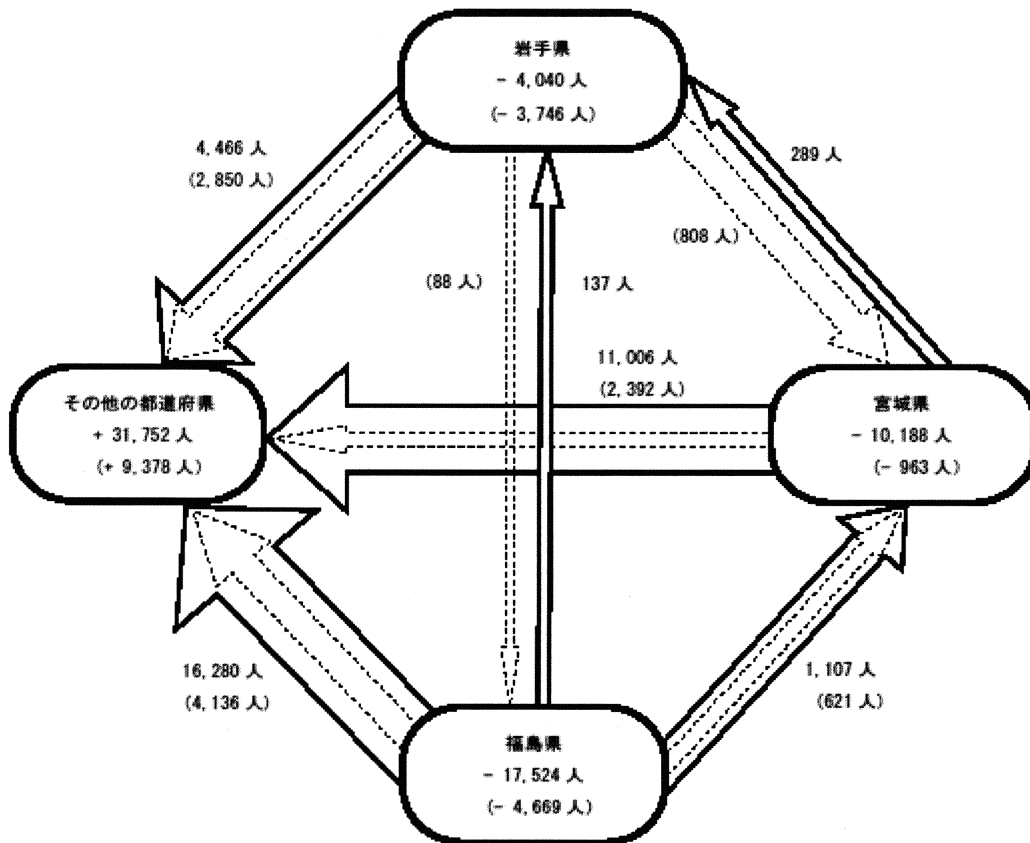 岩手県
- 4,040 人
(- 3,746 人)
4,466 人
(2,850 人)
289 人
(808 人)
(88 人)
137 人
11,006 人
(2,392 人)
その他の都道府県
+ 31,752 人
(+ 9,378 人)
宮城県
- 10,188 人
(- 963 人)
16,280 人
(4,136 人)
1,107 人
(621 人)
福島県
- 17,524 人
(- 4,669 人)